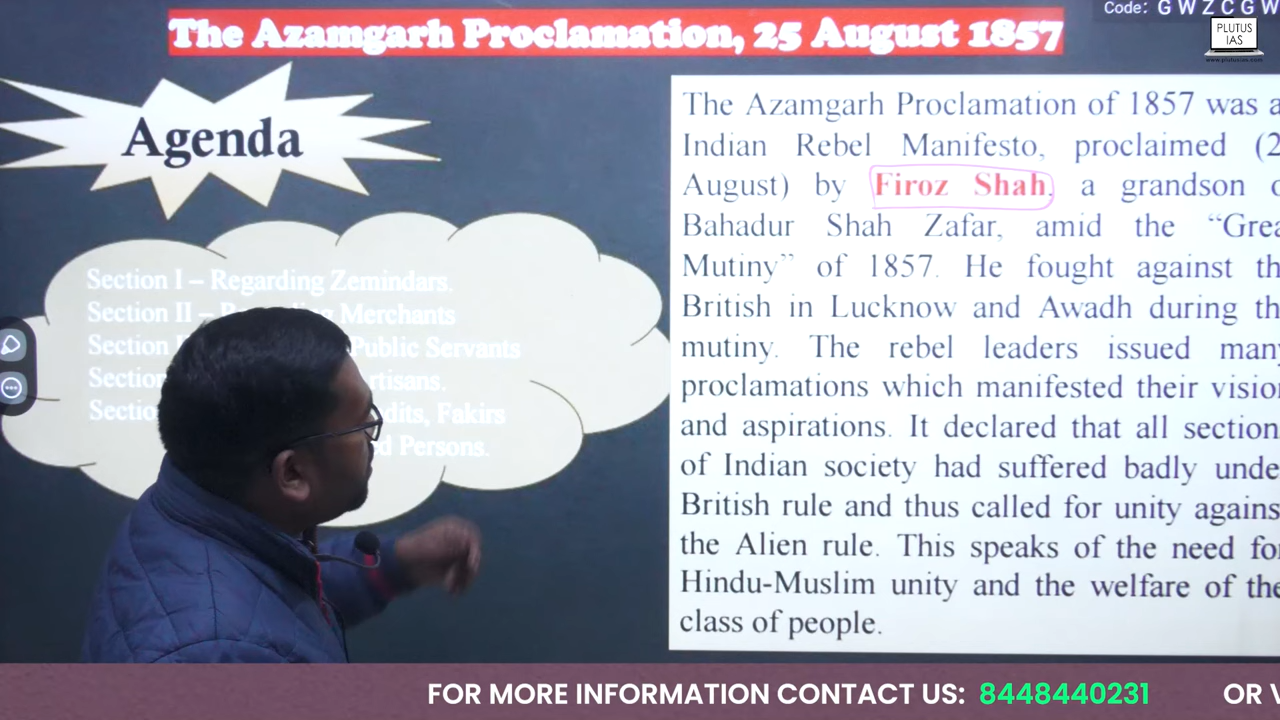 Code: G W Z C G W
The Azamgarh Proclamation, 25 August 1857
PLUTUS
IAS
www.plutusias.com
Agenda
Section I – Regarding Zemindars.
Section II – Merchants
Public Servants
Fakirs
Persons.
The Azamgarh Proclamation of 1857 was
Indian Rebel Manifesto, proclaimed (2
August) by Firoz Shah, a grandson
Bahadur Shah Zafar, amid the “Grea
Mutiny” of 1857. He fought against th
British in Lucknow and Awadh during th
mutiny. The rebel leaders issued many
proclamations which manifested their visio
and aspirations. It declared that all section
of Indian society had suffered badly unde
British rule and thus called for unity agains
the Alien rule. This speaks of the need for
Hindu-Muslim unity and the welfare of the
class of people.
FOR MORE INFORMATION CONTACT US: 8448440231 OR